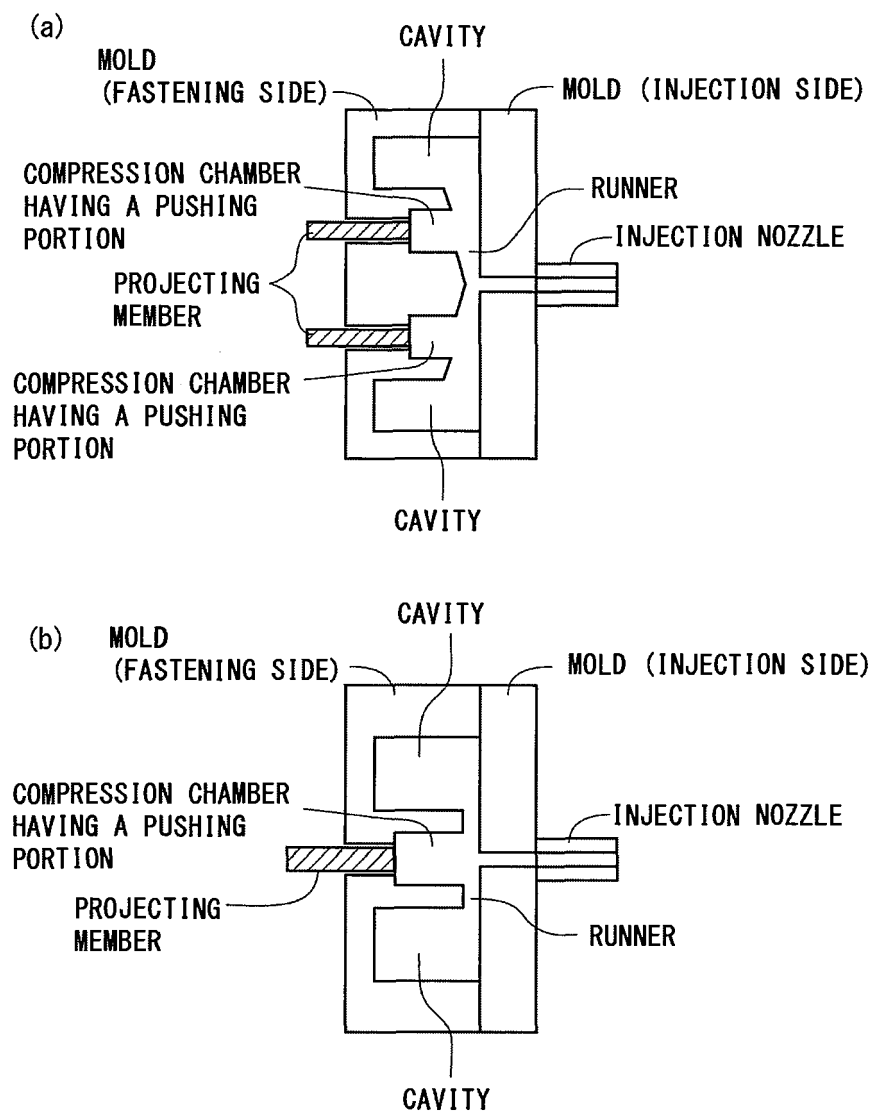 (a)
CAVITY
MOLD
(FASTENING SIDE)
MOLD (INJECTION SIDE)
COMPRESSION CHAMBER
HAVING A PUSHING
PORTION
RUNNER
INJECTION NOZZLE
PROJECTING
MEMBER
COMPRESSION CHAMBER
HAVING A PUSHING
PORTION
CAVITY
(b)
CAVITY
MOLD
(FASTENING SIDE)
MOLD (INJECTION SIDE)
COMPRESSION CHAMBER
HAVING A PUSHING
PORTION
INJECTION NOZZLE
PROJECTING
MEMBER
RUNNER
CAVITY